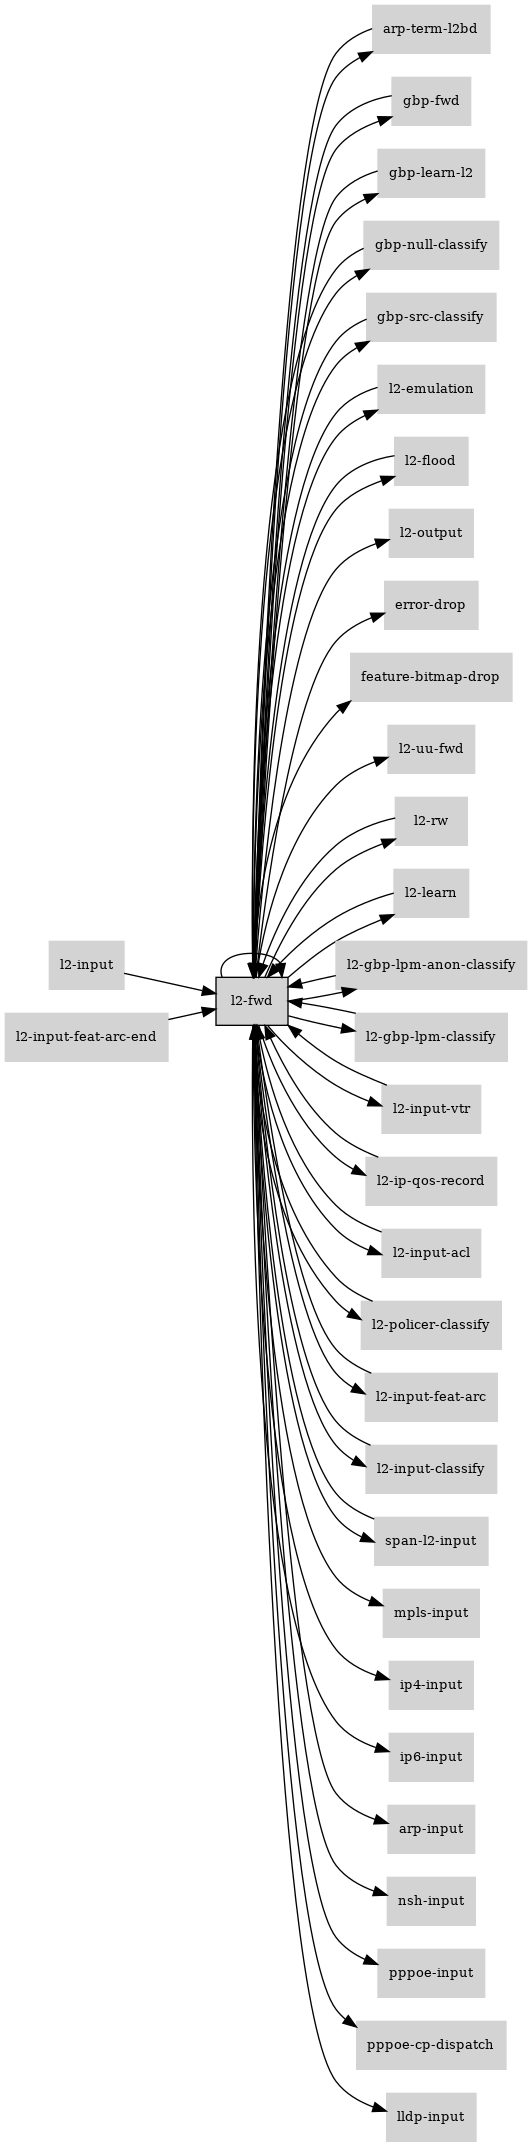 arp-term-l2bd
gbp-fwd
gbp-learn-l2
gbp-null-classify
gbp-src-classify
l2-emulation
l2-flood
l2-output
error-drop
feature-bitmap-drop
l2-uu-fwd
l2-rw
l2-learn
l2-input
l2-gbp-lpm-anon-classify
l2-fwd
l2-input-feat-arc-end
l2-gbp-lpm-classify
l2-input-vtr
l2-ip-qos-record
l2-input-acl
l2-policer-classify
l2-input-feat-arc
l2-input-classify
span-l2-input
mpls-input
ip4-input
ip6-input
arp-input
nsh-input
pppoe-input
pppoe-cp-dispatch
lldp-input